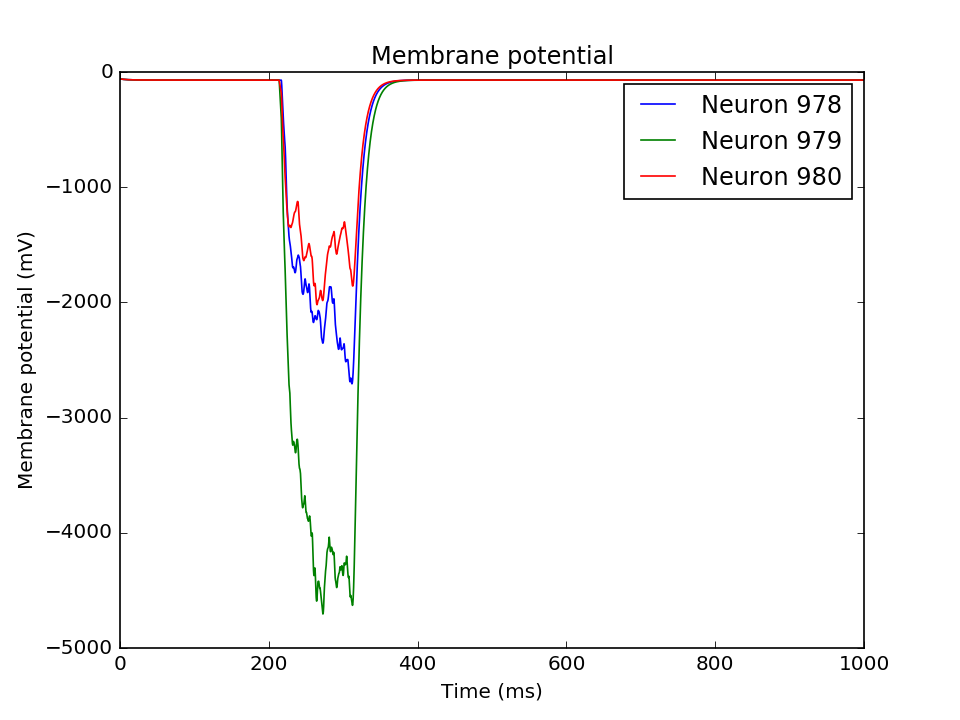 Membrane potential
Neuron 978
Neuron 979
Neuron 980
Membrane potential (mV)
0
−1000
−2000
−3000
−4000
−5000
0 200 400 600 800 1000
Time (ms)